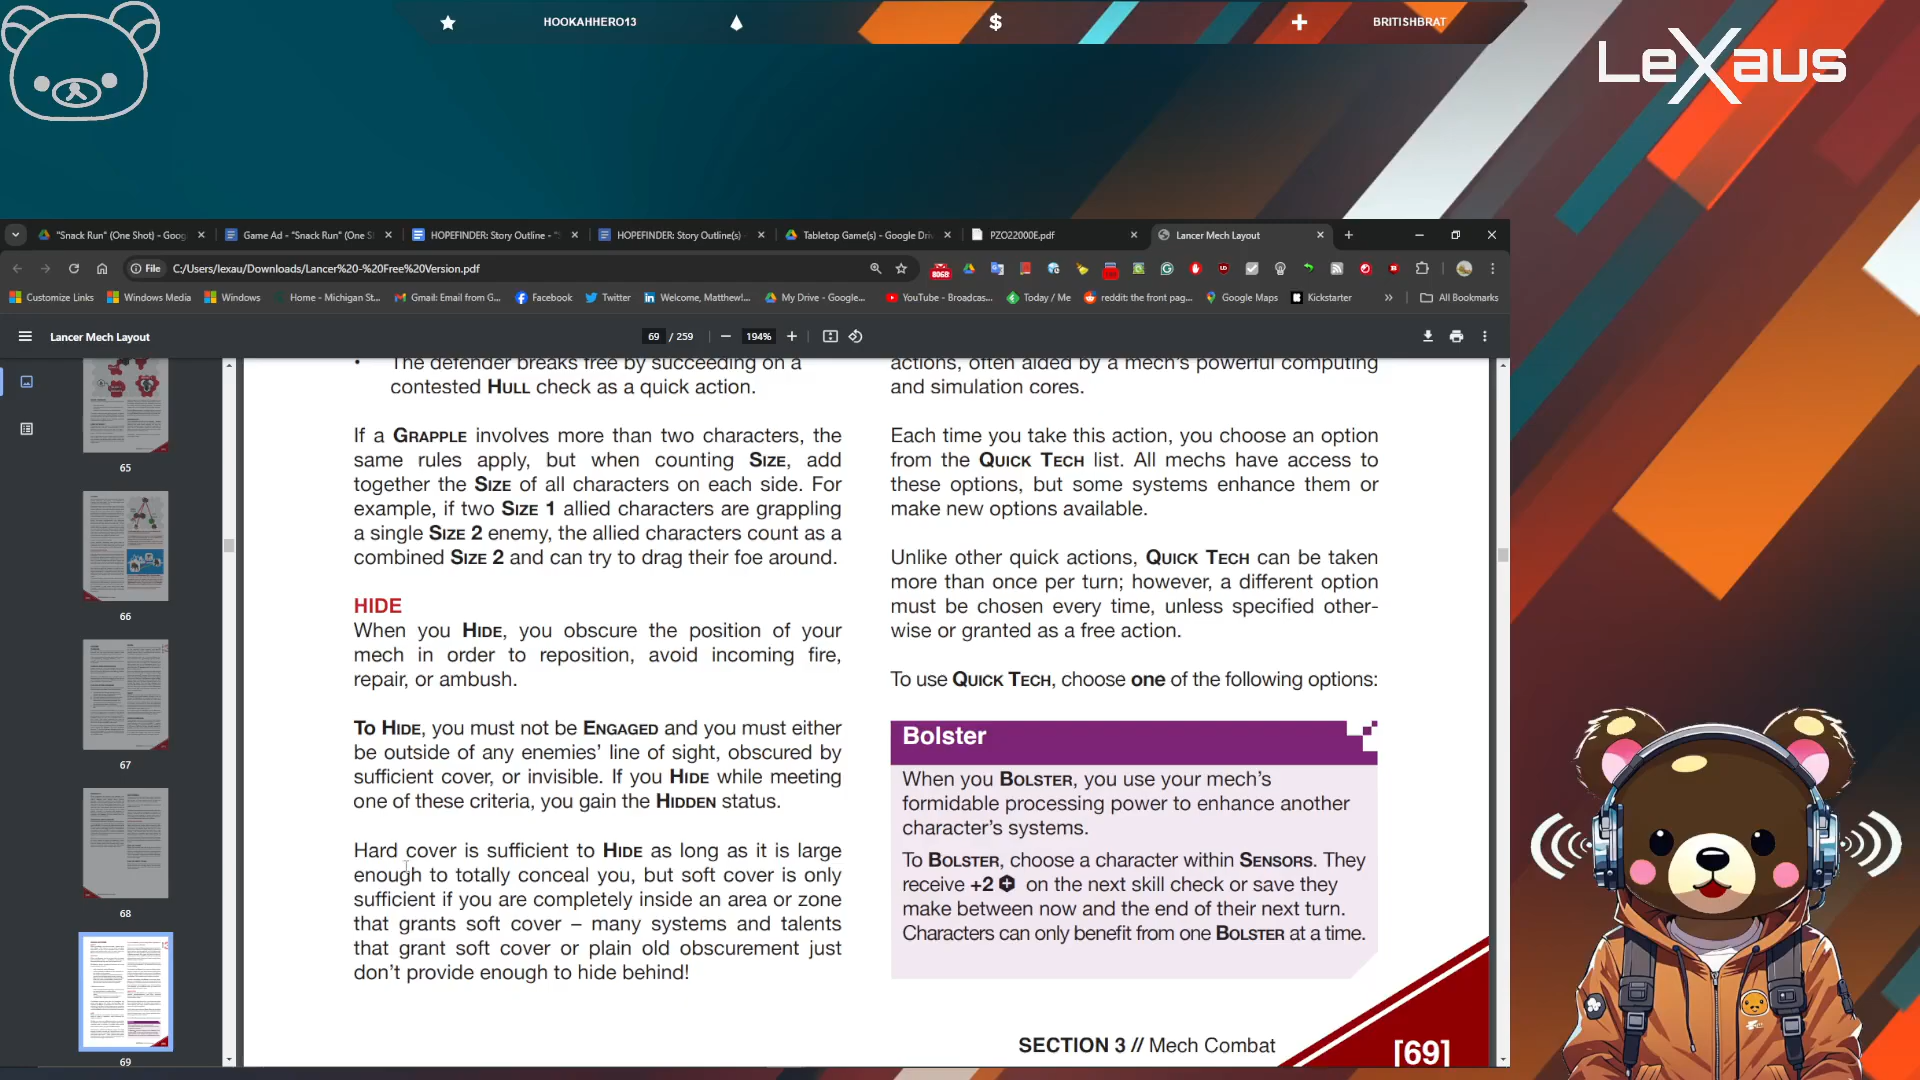 HOOKAHHERO13
$
BRITISHBRAT
LeXaus
"Snack Run" (One Shot) - Goog
Game Ad - "Snack Run" (One S
HOPEFINDER: Story Outline - "
HOPEFINDER: Story Outline(s)
Tabletop Game(s) - Google Dri
PZO22000E.pdf
Lancer Mech Layout
File
C:/Users/lexau/Downloads/Lancer%20-%20Free%20Version.pdf
8068
Customize Links
Windows Media
Windows
Home - Michigan St...
Gmail: Email from G...
Facebook
Twitter
Welcome, Matthew!...
My Drive - Google...
YouTube - Broadcas...
Today / Me
reddit: the front pag...
Google Maps
Kickstarter
All Bookmarks
Lancer Mech Layout
69 / 259
194%
65
66
67
68
69
• The defender breaks free by succeeding on a
contested HULL check as a quick action.
If a GRAPPLE involves more than two characters, the
same rules apply, but when counting SIZE, add
together the SIZE of all characters on each side. For
example, if two SIZE 1 allied characters are grappling
a single SIZE 2 enemy, the allied characters count as a
combined SIZE 2 and can try to drag their foe around.
HIDE
When you HIDE, you obscure the position of your
mech in order to reposition, avoid incoming fire,
repair, or ambush.
To HIDE, you must not be ENGAGED and you must either
be outside of any enemies' line of sight, obscured by
sufficient cover, or invisible. If you HIDE while meeting
one of these criteria, you gain the HIDDEN status.
Hard cover is sufficient to HIDE as long as it is large
enough to totally conceal you, but soft cover is only
sufficient if you are completely inside an area or zone
that grants soft cover – many systems and talents
that grant soft cover or plain old obscurement just
don't provide enough to hide behind!
actions, often aided by a mech's powerful computing
and simulation cores.
Each time you take this action, you choose an option
from the QUICK TECH list. All mechs have access to
these options, but some systems enhance them or
make new options available.
Unlike other quick actions, QUICK TECH can be taken
more than once per turn; however, a different option
must be chosen every time, unless specified other-
wise or granted as a free action.
To use QUICK TECH, choose one of the following options:
Bolster
When you BOLSTER, you use your mech's
formidable processing power to enhance another
character's systems.
To BOLSTER, choose a character within SENSORS. They
receive +2 on the next skill check or save they
make between now and the end of their next turn.
Characters can only benefit from one BOLSTER at a time.
SECTION 3 // Mech Combat
[69]